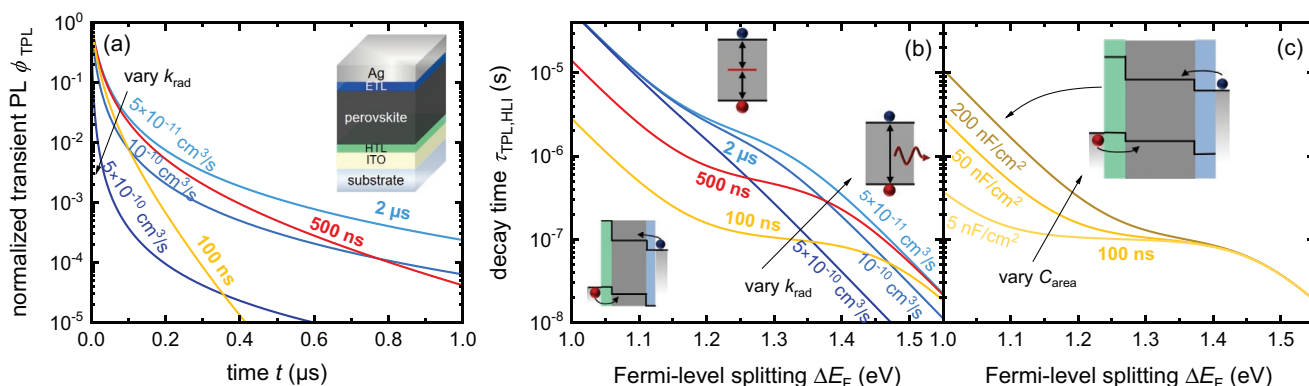 (a)
normalized transient PL ϕTPL
10^0
10^-1
10^-2
10^-3
10^-4
10^-5
vary krad
5×10^-11 cm^3/s
10^-10 cm^3/s
5×10^-10 cm^3/s
2 µs
500 ns
100 ns
Ag
ETL
perovskite
HTL
ITO
substrate
0.0 0.2 0.4 0.6 0.8 1.0
time t (µs)
(b)
decay time τTPL,HLI (s)
10^-5
10^-6
10^-7
10^-8
2 µs
500 ns
100 ns
5×10^-11 cm^3/s
10^-10 cm^3/s
5×10^-10 cm^3/s
vary krad
1.0 1.1 1.2 1.3 1.4 1.5
Fermi-level splitting ΔEF (eV)
(c)
200 nF/cm^2
50 nF/cm^2
5 nF/cm^2
100 ns
vary Carea
1.0 1.1 1.2 1.3 1.4 1.5
Fermi-level splitting ΔEF (eV)